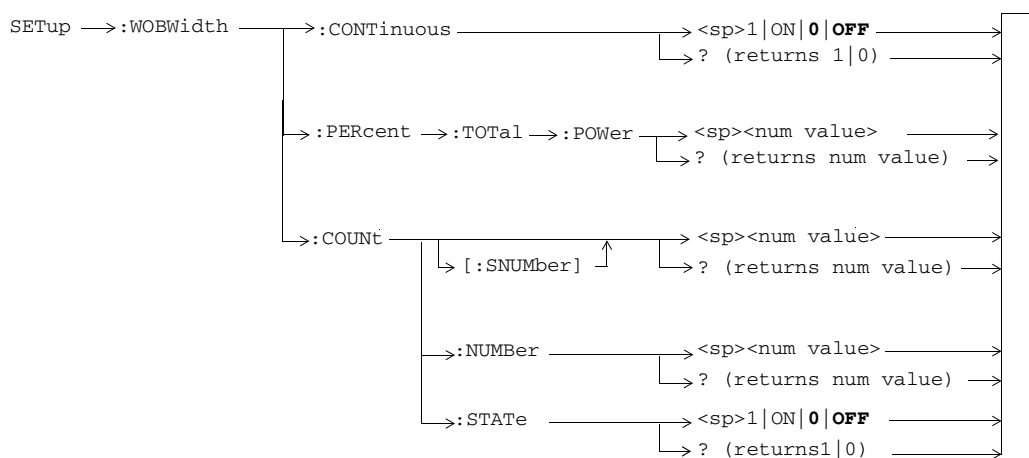 SETup :WOBWidth :CONTinuous <sp>1|ON|0|OFF
? (returns 1|0)
:PERcent :TOTal :POWer <sp><num value>
? (returns num value)
:COUNt <sp><num value>
[:SNUMber] ? (returns num value)
:NUMBer <sp><num value>
? (returns num value)
:STATe <sp>1|ON|0|OFF
? (returns1|0)